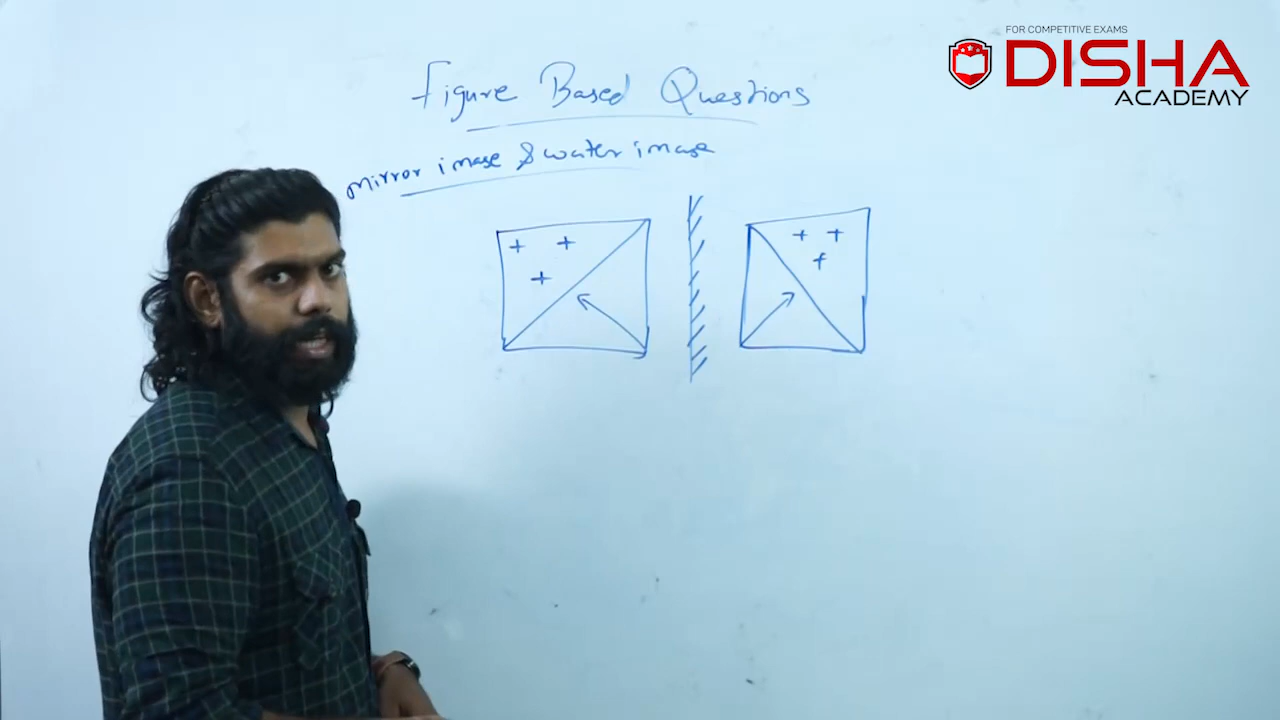 FOR COMPETITIVE EXAMS
DISHA
ACADEMY
Figure Based Questions
mirror image & water image
+ +
+
+ +
+